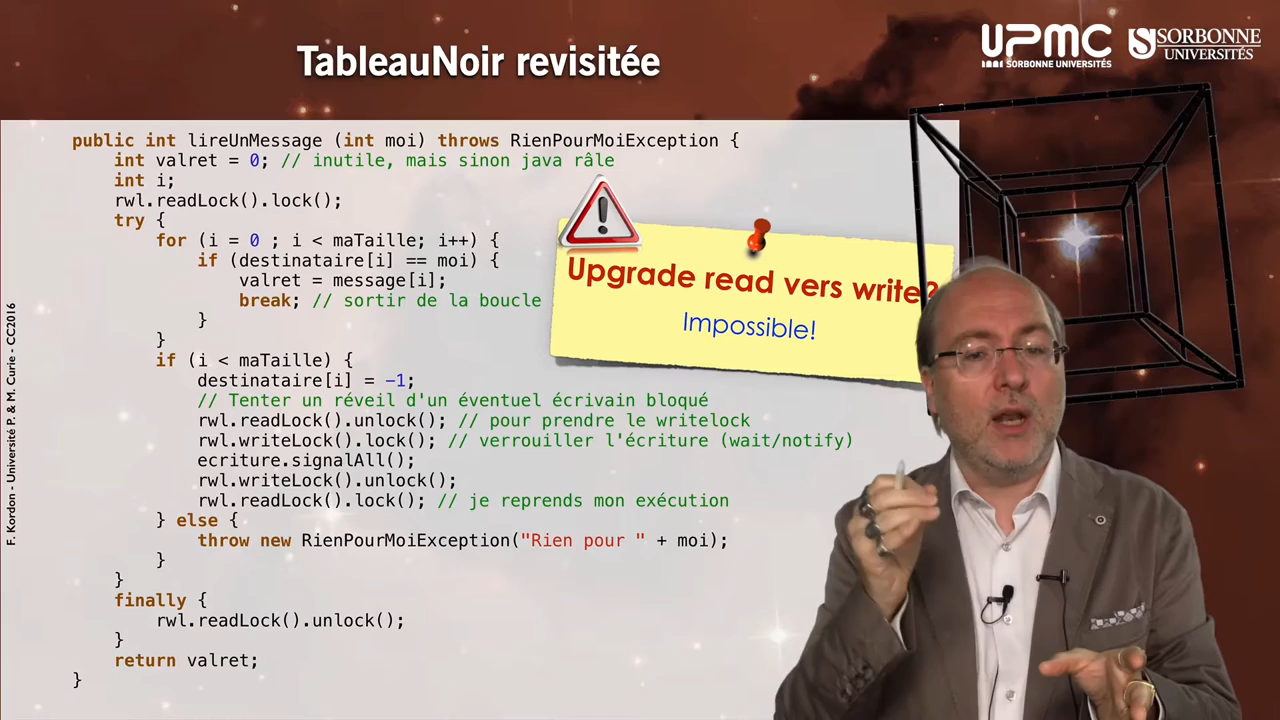 TableauNoir revisitée
UPMC
SORBONNE UNIVERSITÉS
SORBONNE
UNIVERSITÉS
public int lireUnMessage (int moi) throws RienPourMoiException {
int valret = 0; // inutile, mais sinon java râle
int i;
rwl.readLock().lock();
try {
for (i = 0 ; i < maTaille; i++) {
if (destinataire[i] == moi) {
valret = message[i];
break; // sortir de la boucle
}
}
if (i < maTaille) {
destinataire[i] = -1;
// Tenter un réveil d'un éventuel écrivain bloqué
rwl.readLock().unlock(); // pour prendre le writelock
rwl.writeLock().lock(); // verrouiller l'écriture (wait/notify)
ecriture.signalAll();
rwl.writeLock().unlock();
rwl.readLock().lock(); // je reprends mon exécution
} else {
throw new RienPourMoiException("Rien pour " + moi);
}
}
finally {
rwl.readLock().unlock();
}
return valret;
}
Upgrade read vers write?
Impossible!
F. Kordon - Université P. & M. Curie - CC2016